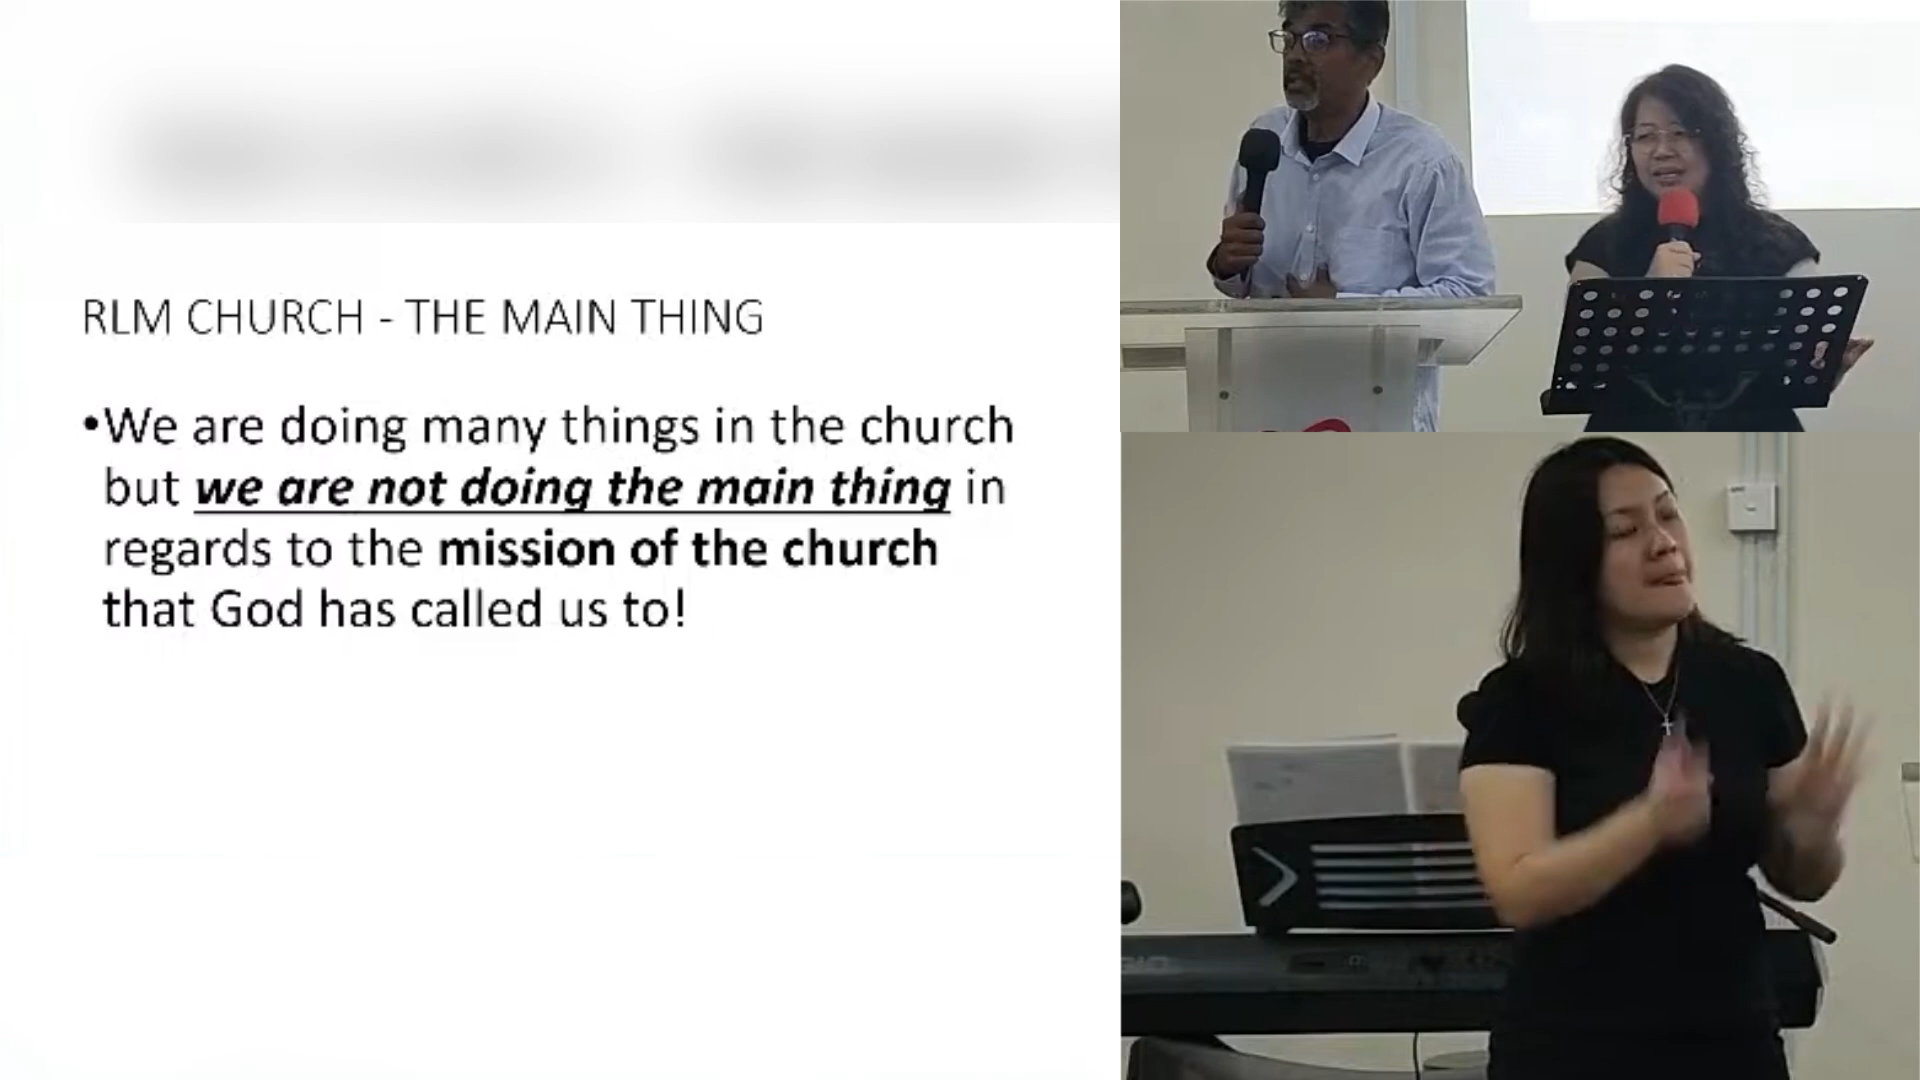 RLM CHURCH - THE MAIN THING
•We are doing many things in the church
but we are not doing the main thing in
regards to the mission of the church
that God has called us to!